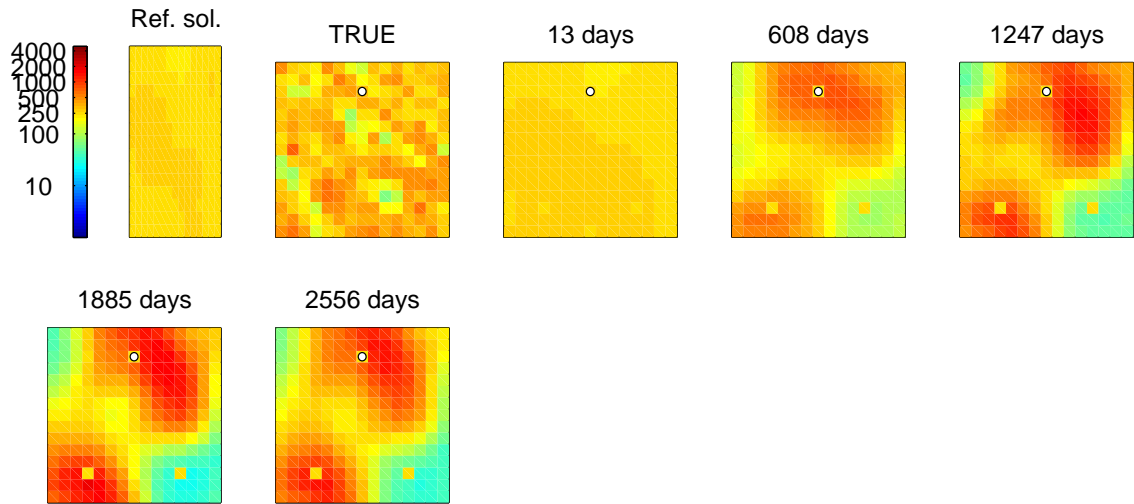 Ref. sol.
TRUE
13 days
608 days
1247 days
4000
2000
1000
500
250
100
10
1885 days
2556 days